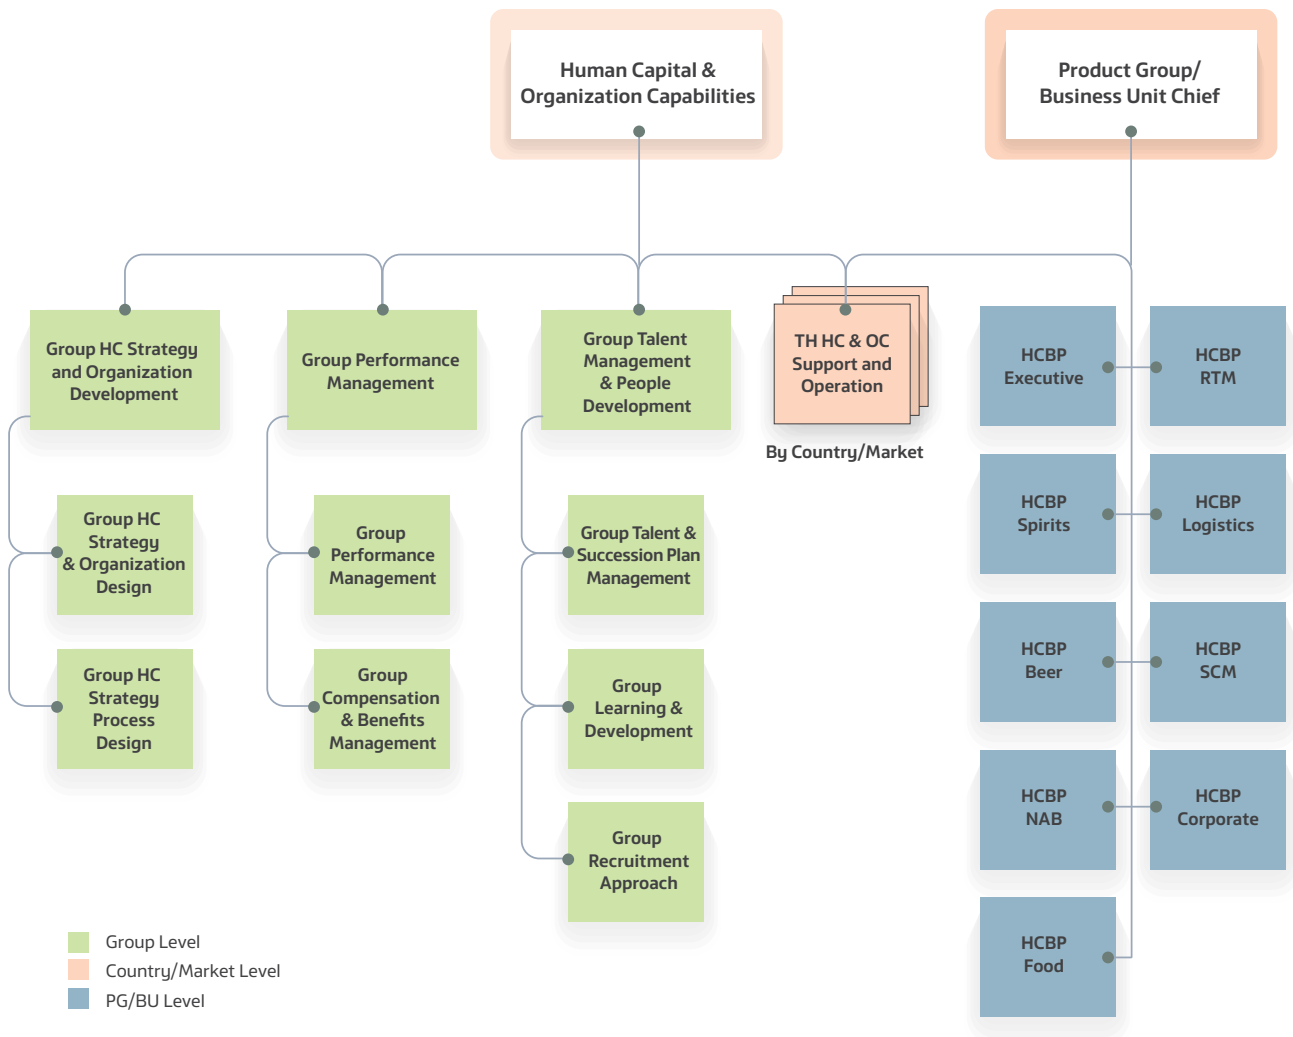 Human Capital &
Organization Capabilities
Product Group/
Business Unit Chief
Group HC Strategy
and Organization
Development
Group Performance
Management
Group Talent
Management
& People
Development
TH HC & OC
Support and
Operation
By Country/Market
HCBP
Executive
HCBP
RTM
Group HC
Strategy
& Organization
Design
Group
Performance
Management
Group Talent &
Succession Plan
Management
HCBP
Spirits
HCBP
Logistics
Group HC
Strategy
Process
Design
Group
Compensation
& Benefits
Management
Group
Learning &
Development
HCBP
Beer
HCBP
SCM
Group
Recruitment
Approach
HCBP
NAB
HCBP
Corporate
HCBP
Food
Group Level
Country/Market Level
PG/BU Level